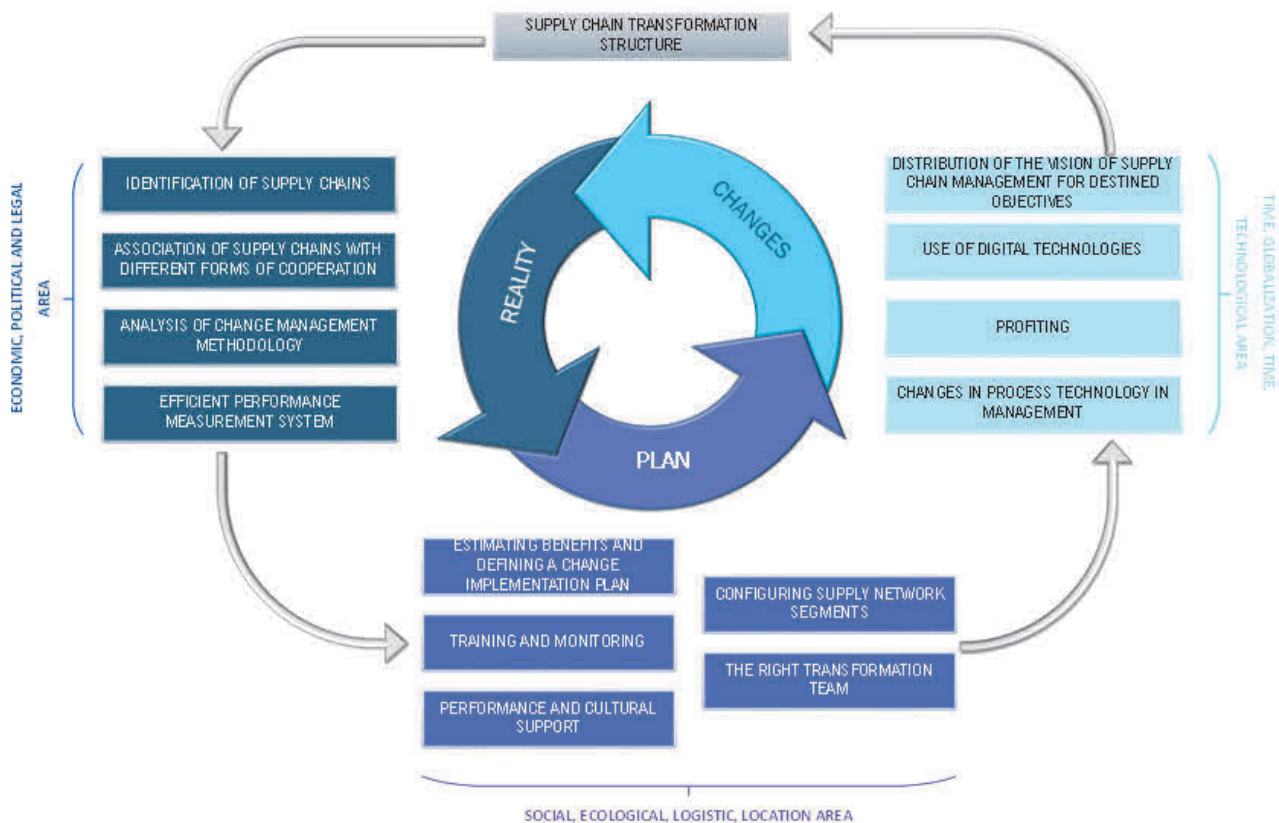 SUPPLY CHAIN TRANSFORMATION
STRUCTURE
ECONOMIC, POLITICAL AND LEGAL
AREA
IDENTIFICATION OF SUPPLY CHAINS
ASSOCIATION OF SUPPLY CHAINS WITH
DIFFERENT FORMS OF COOPERATION
ANALYSIS OF CHANGE MANAGEMENT
METHODOLOGY
EFFICIENT PERFORMANCE
MEASUREMENT SYSTEM
REALITY
CHANGES
PLAN
DISTRIBUTION OF THE VISION OF SUPPLY
CHAIN MANAGEMENT FOR DESTINED
OBJECTIVES
USE OF DIGITAL TECHNOLOGIES
PROFITING
CHANGES IN PROCESS TECHNOLOGY IN
MANAGEMENT
TIME, GLOBALIZATION, TIME,
TECHNOLOGICAL AREA
ESTIMATING BENEFITS AND
DEFINING A CHANGE
IMPLEMENTATION PLAN
TRAINING AND MONITORING
PERFORMANCE AND CULTURAL
SUPPORT
CONFIGURING SUPPLY NETWORK
SEGMENTS
THE RIGHT TRANSFORMATION
TEAM
SOCIAL, ECOLOGICAL, LOGISTIC, LOCATION AREA